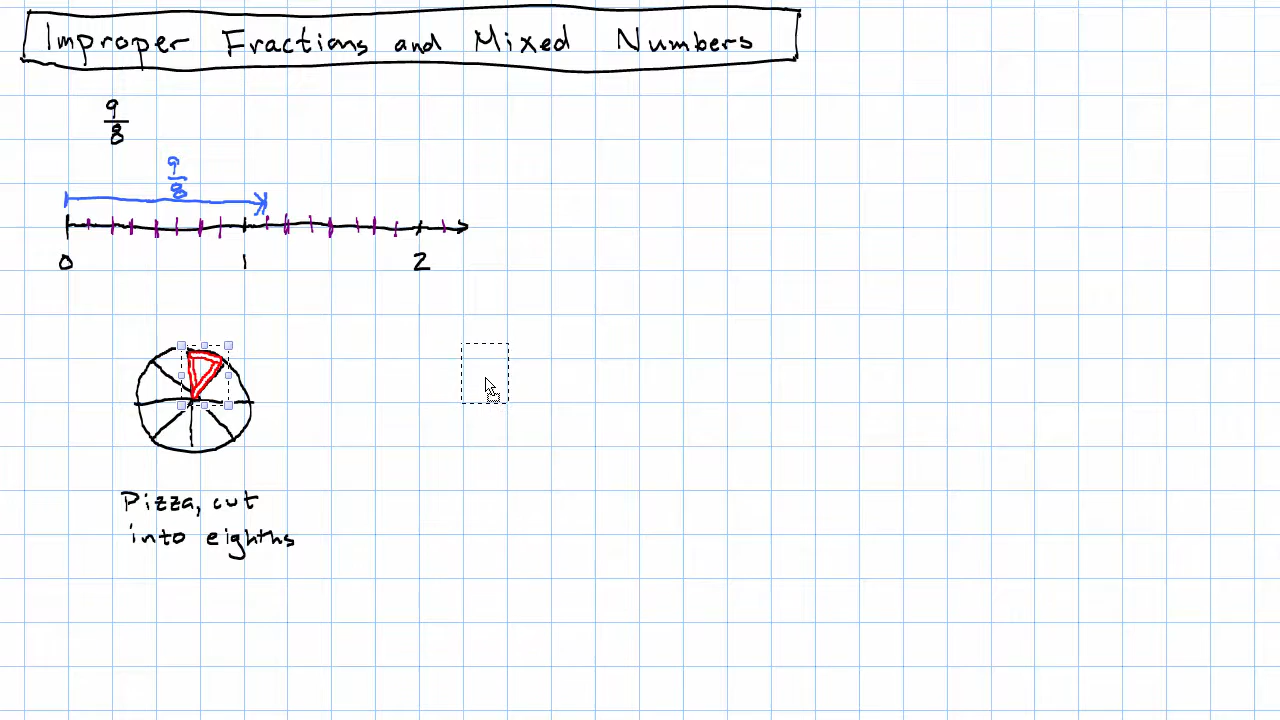 Improper Fractions and Mixed Numbers
9/8
9/8
0 1 2
Pizza, cut
into eighths